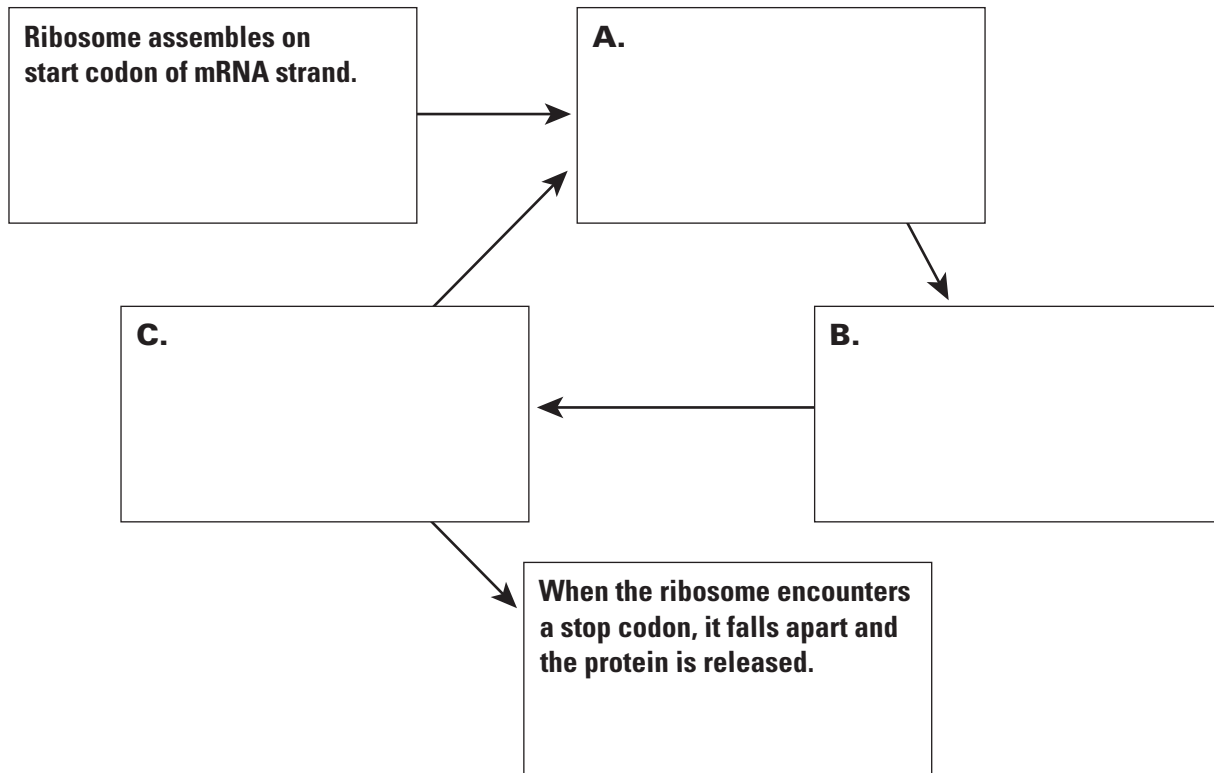 Ribosome assembles on
start codon of mRNA strand.
A.
C.
B.
When the ribosome encounters
a stop codon, it falls apart and
the protein is released.